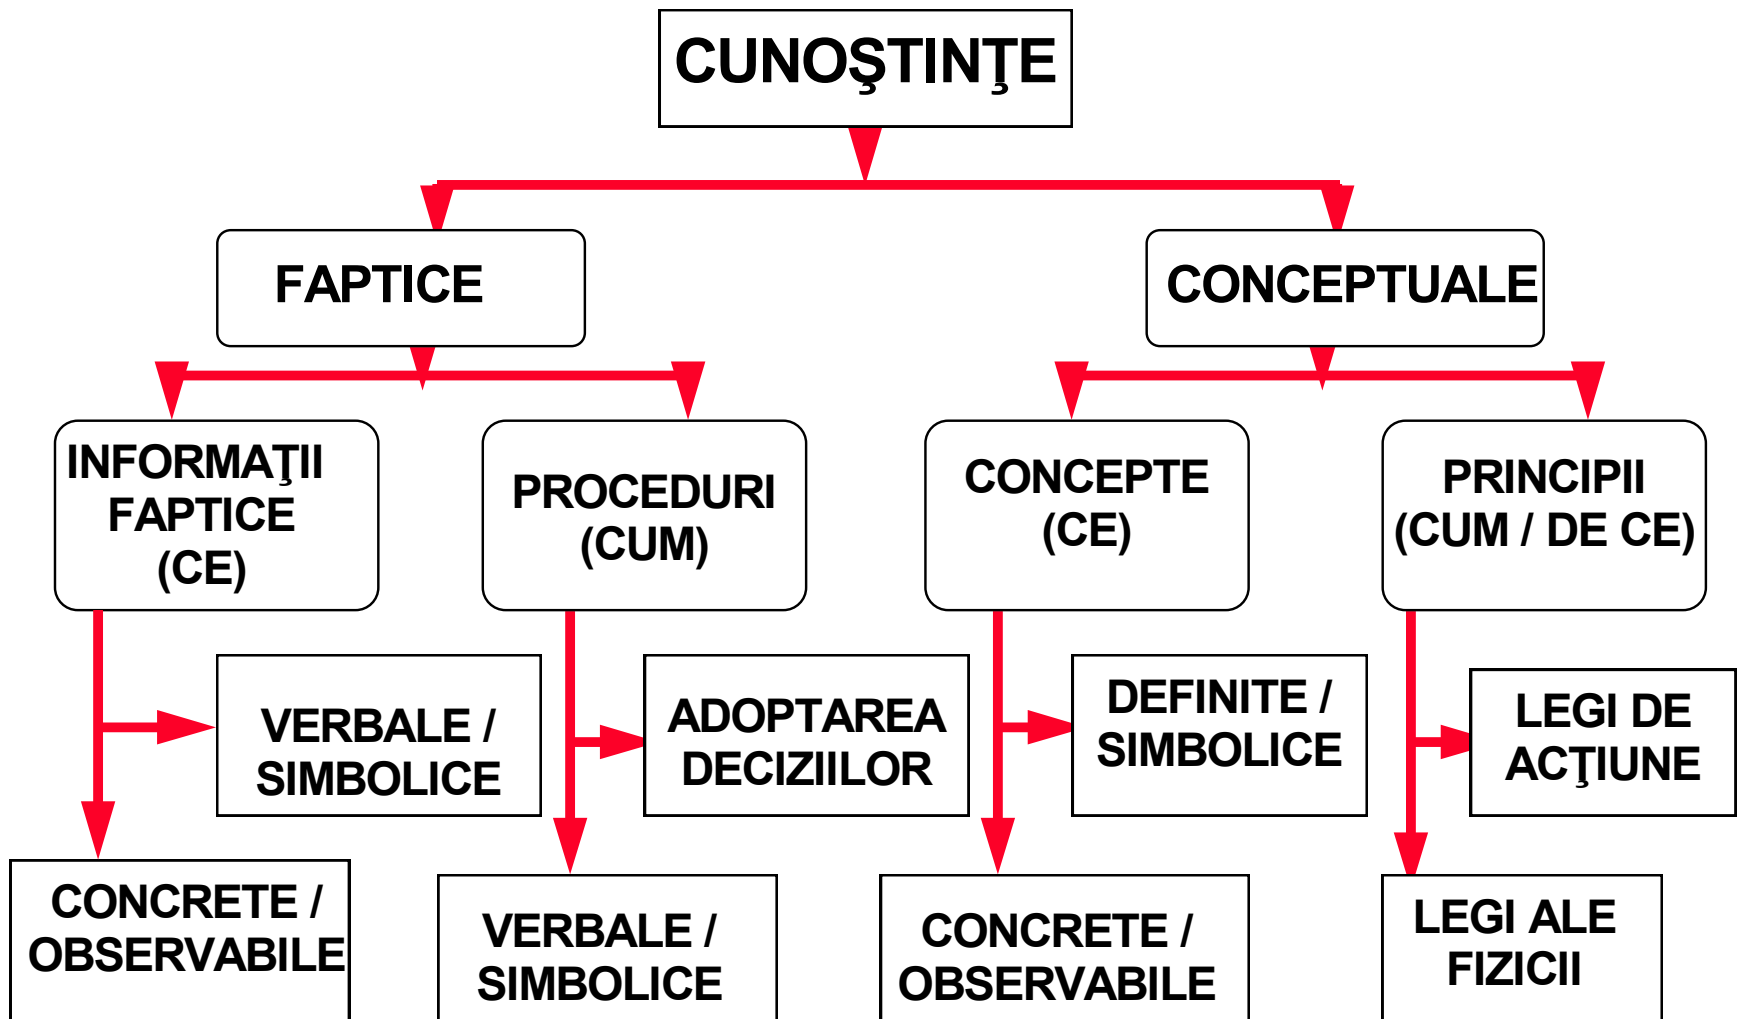 CUNOŞTINŢE
FAPTICE
CONCEPTUALE
INFORMAŢII
FAPTICE
(CE)
PROCEDURI
(CUM)
CONCEPTE
(CE)
PRINCIPII
(CUM / DE CE)
VERBALE /
SIMBOLICE
ADOPTAREA
DECIZIILOR
DEFINITE /
SIMBOLICE
LEGI DE
ACŢIUNE
CONCRETE /
OBSERVABILE
VERBALE /
SIMBOLICE
CONCRETE /
OBSERVABILE
LEGI ALE
FIZICII